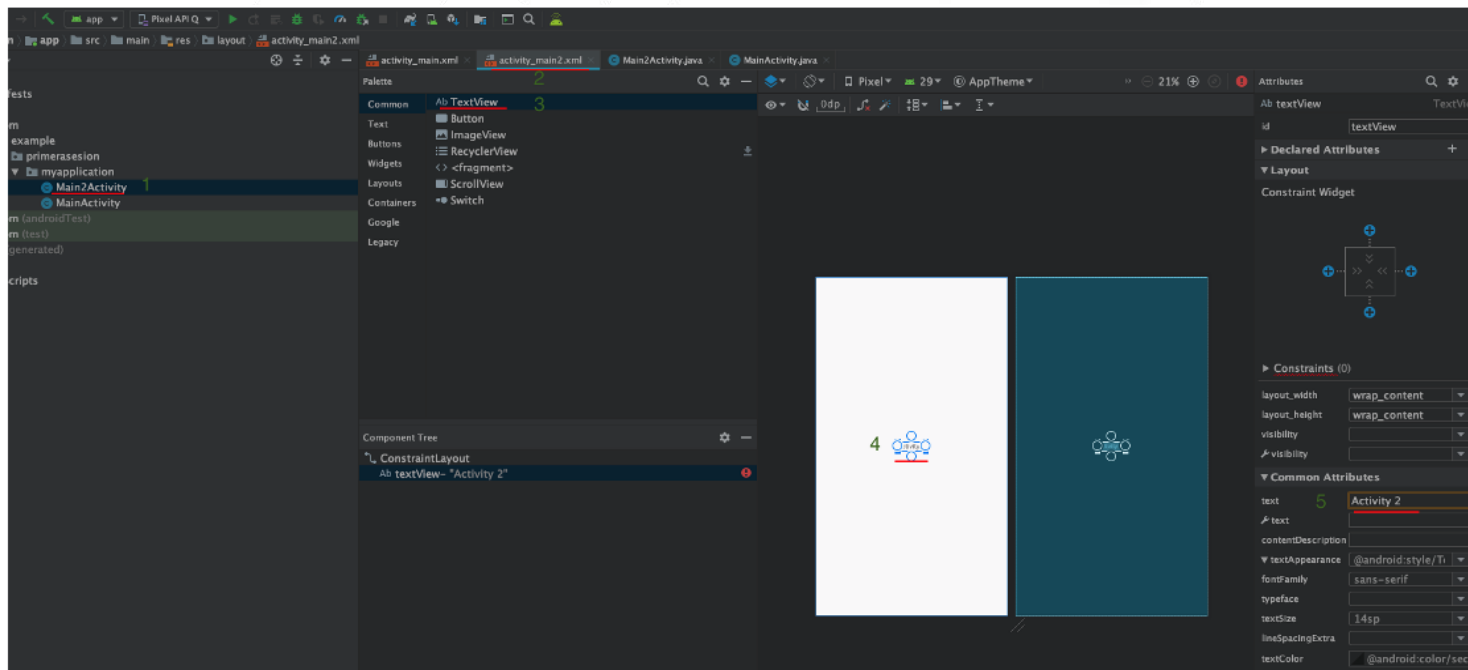 app Pixel API Q
n app src main res layout activity_main2.xml
activity_main.xml activity_main2.xml Main2Activity.java MainActivity.java
2
Palette
Pixel 29 AppTheme 21%
Attributes
Common
Text
Buttons
Widgets
Layouts
Containers
Google
Legacy
Ab TextView 3
Button
ImageView
RecyclerView
<> <fragment>
ScrollView
Switch
0dp
ests
m
example
primerasesion
myapplication
Main2Activity 1
MainActivity
m (androidTest)
m (test)
generated)
cripts
Component Tree
ConstraintLayout
Ab textView- "Activity 2"
4
Ab textView TextVi
id textView
Declared Attributes
Layout
Constraint Widget
Constraints (0)
layout_width wrap_content
layout_height wrap_content
visibility
visibility
Common Attributes
text 5 Activity 2
text
contentDescription
textAppearance @android:style/Te
fontFamily sans-serif
typeface
textSize 14sp
lineSpacingExtra
textColor @android:color/sec